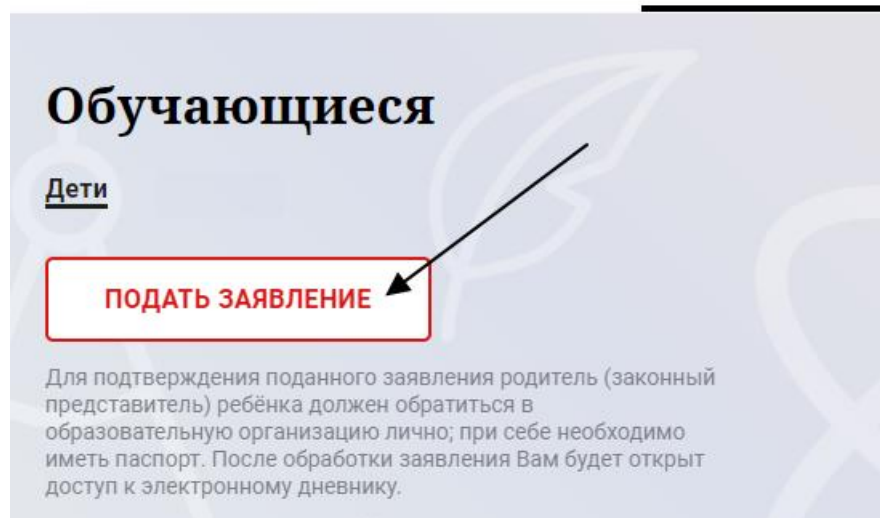 Обучающиеся
Дети
ПОДАТЬ ЗАЯВЛЕНИЕ
Для подтверждения поданного заявления родитель (законный
представитель) ребёнка должен обратиться в
образовательную организацию лично; при себе необходимо
иметь паспорт. После обработки заявления Вам будет открыт
доступ к электронному дневнику.